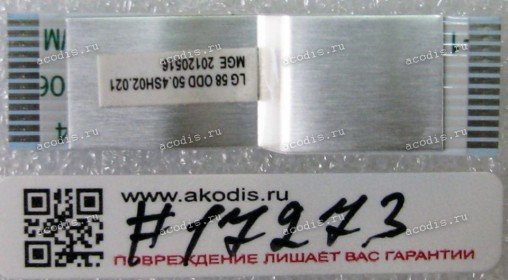 LG 58 ODD 50.4SH02.021
MGE 20120516
www.akodis.ru
#17273
ПОВРЕЖДЕНИЕ ЛИШАЕТ ВАС ГАРАНТИИ